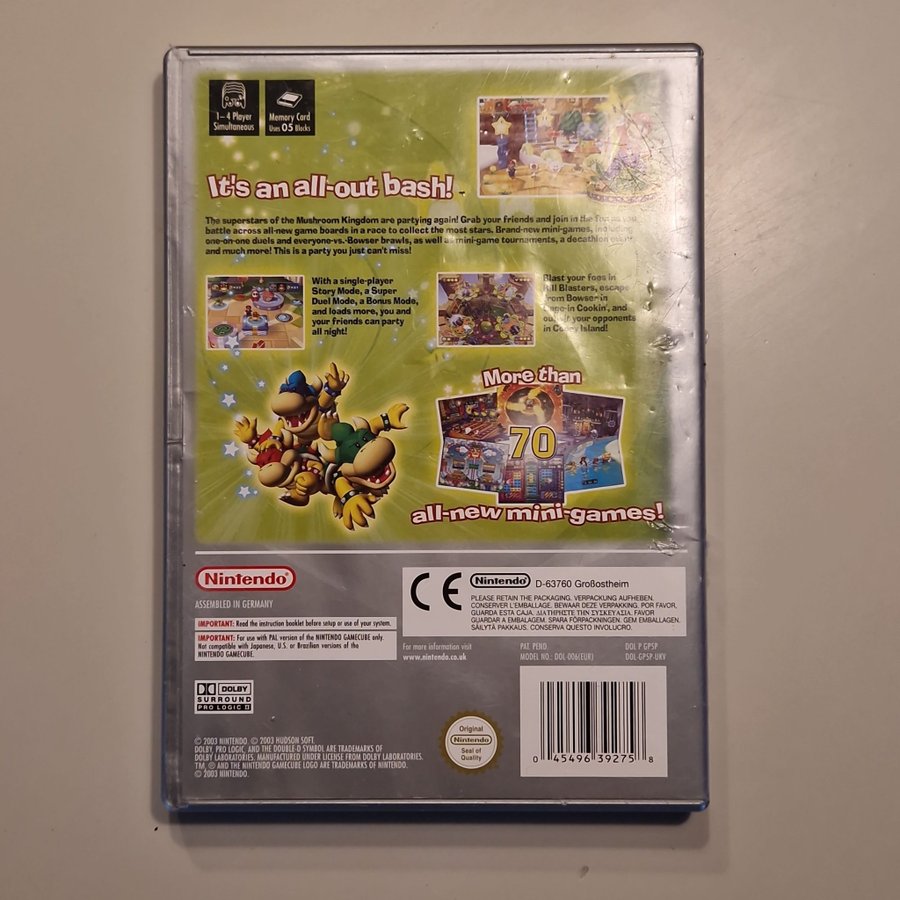 1–4 Player
Simultaneous
Memory Card
Uses 05 Blocks
It's an all-out bash!
The superstars of the Mushroom Kingdom are partying again! Grab your friends and join in the fun as you
battle across all-new game boards in a race to collect the most stars. Brand-new mini-games, including
one-on-one duels and everyone-vs.-Bowser brawls, as well as mini-game tournaments, a decathlon event
and much more! This is a party you just can't miss!
With a single-player
Story Mode, a Super
Duel Mode, a Bonus Mode,
and loads more, you and
your friends can party
all night!
Blast your foes in
Bill Blasters, escape
from Bowser in
Cage-in Cookin', and
your opponents
in Coney Island!
More than
70
all-new mini-games!
Nintendo
ASSEMBLED IN GERMANY
IMPORTANT: Read the instruction booklet before setup or use of your system.
IMPORTANT: For use with PAL version of the NINTENDO GAMECUBE only.
Not compatible with Japanese, U.S. or Brazilian versions of the
NINTENDO GAMECUBE.
CE Nintendo D-63760 Großostheim
PLEASE RETAIN THE PACKAGING. VERPACKUNG AUFHEBEN.
CONSERVER L'EMBALLAGE. BEWAAR DEZE VERPAKKING. POR FAVOR,
GUARDA ESTA CAJA. ΔΙΑΤΗΡΗΣΤΕ ΤΗΝ ΣΥΣΚΕΥΑΣΙΑ. FAVOR
GUARDAR A EMBALAGEM. SPARA FÖRPACKNINGEN. GEM EMBALLAGEN.
SÄILYTÄ PAKKAUS. CONSERVA QUESTO INVOLUCRO.
For more information visit
www.nintendo.co.uk
PAT. PEND.
MODEL NO.: DOL-006(EUR)
DOL P GPSP
DOL-GPSP-UKV
DOLBY
SURROUND
PRO LOGIC II
© 2003 NINTENDO. © 2003 HUDSON SOFT.
DOLBY, PRO LOGIC, AND THE DOUBLE-D SYMBOL ARE TRADEMARKS OF
DOLBY LABORATORIES. MANUFACTURED UNDER LICENSE FROM DOLBY LABORATORIES.
TM, ® AND THE NINTENDO GAMECUBE LOGO ARE TRADEMARKS OF NINTENDO.
© 2003 NINTENDO.
Original
Nintendo
Seal of
Quality
0 45496 39275 8